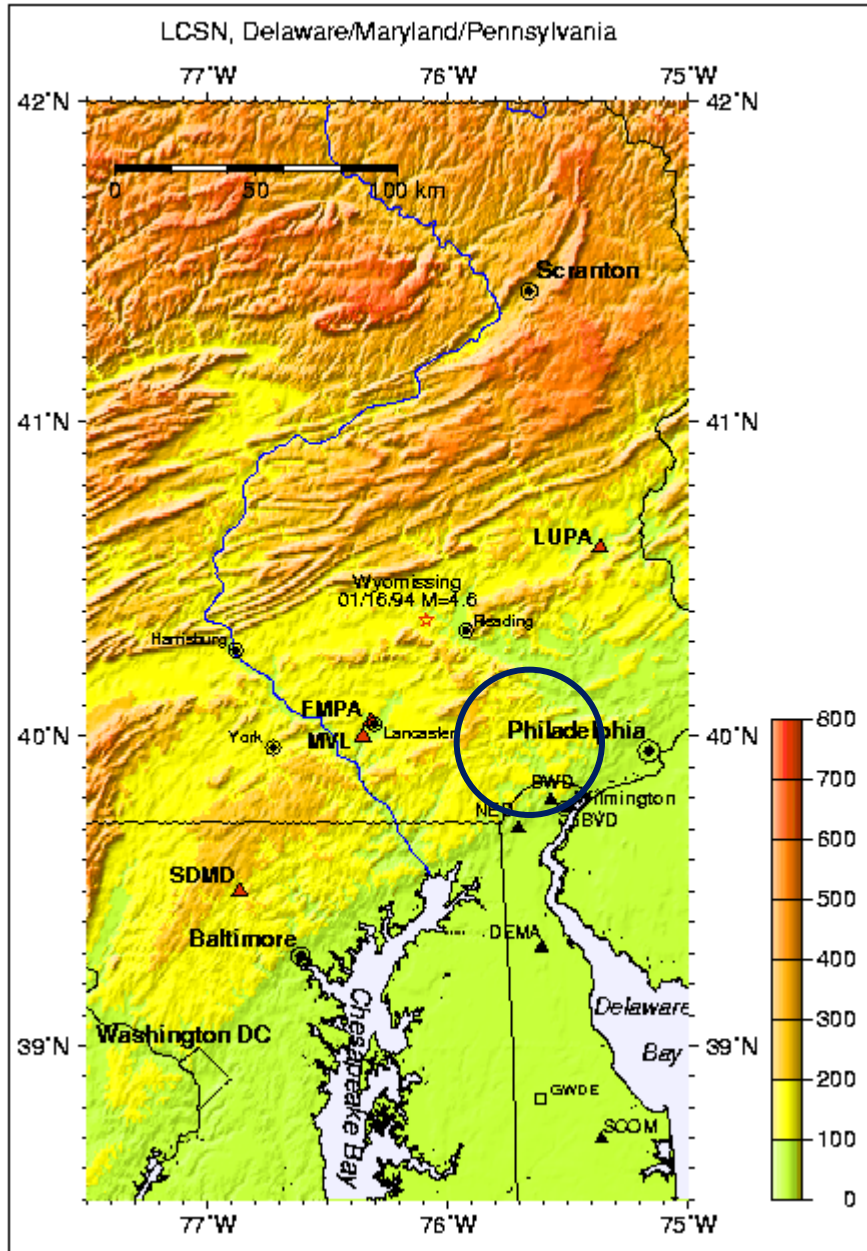 LCSN, Delaware/Maryland/Pennsylvania
77˚W 76˚W 75˚W
42˚N 42˚N
0 50 100 km
Scranton
41˚N 41˚N
LUPA
Wyomissing
01/16/94 M=4.6
Reading
Harrisburg
FMPA
Philadelphia
Lancaster
York
MVL
40˚N 40˚N
800
700
BWD
Wilmington
NED
BVD
600
SDMD
500
DEMA
Baltimore
400
Chesapeake Bay
Delaware
Bay
300
Washington DC
39˚N 39˚N
200
GWDE
SCOM
100
0
77˚W 76˚W 75˚W